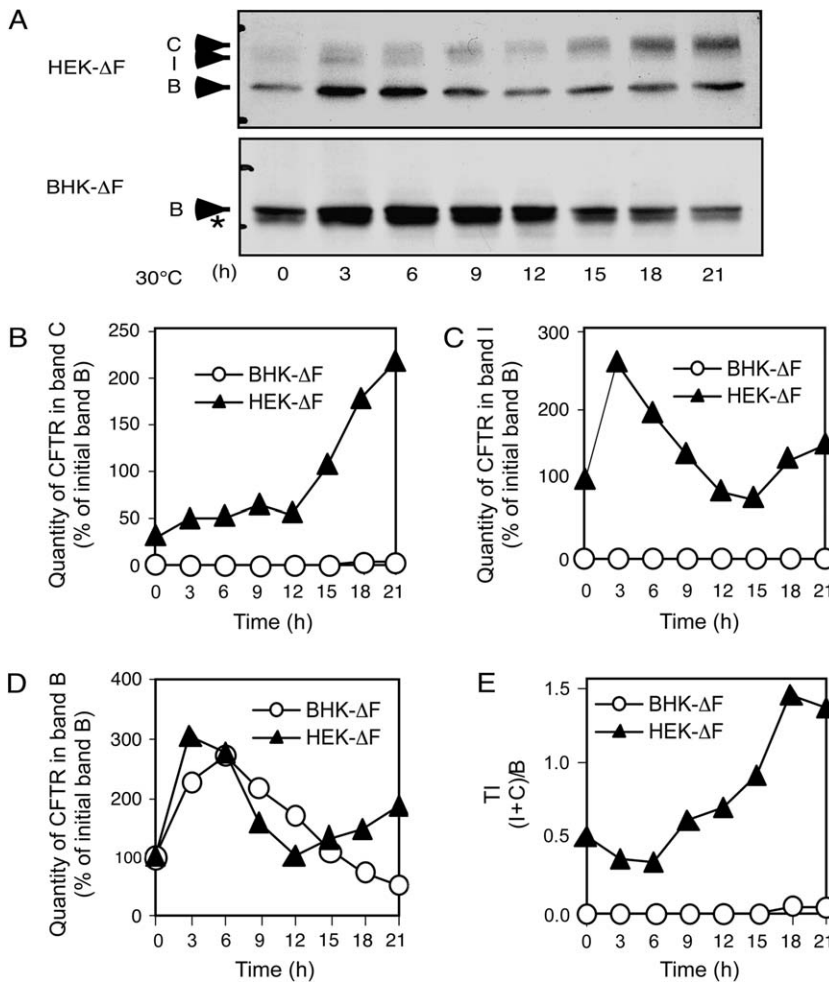 A
HEK-ΔF
C
I
B
BHK-ΔF
B
*
30°C (h) 0 3 6 9 12 15 18 21
B
Quantity of CFTR in band C
(% of initial band B)
250
200
150
100
50
0
BHK-ΔF
HEK-ΔF
0 3 6 9 12 15 18 21
Time (h)
C
Quantity of CFTR in band I
(% of initial band B)
300
200
100
0
BHK-ΔF
HEK-ΔF
0 3 6 9 12 15 18 21
Time (h)
D
Quantity of CFTR in band B
(% of initial band B)
400
300
200
100
0
BHK-ΔF
HEK-ΔF
0 3 6 9 12 15 18 21
Time (h)
E
TI
(I+C)/B
1.5
1.0
0.5
0.0
BHK-ΔF
HEK-ΔF
0 3 6 9 12 15 18 21
Time (h)